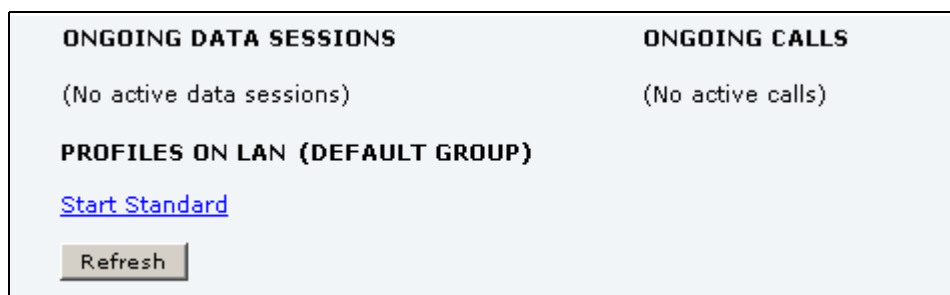 ONGOING DATA SESSIONS
ONGOING CALLS
(No active data sessions)
(No active calls)
PROFILES ON LAN (DEFAULT GROUP)
Start Standard
Refresh